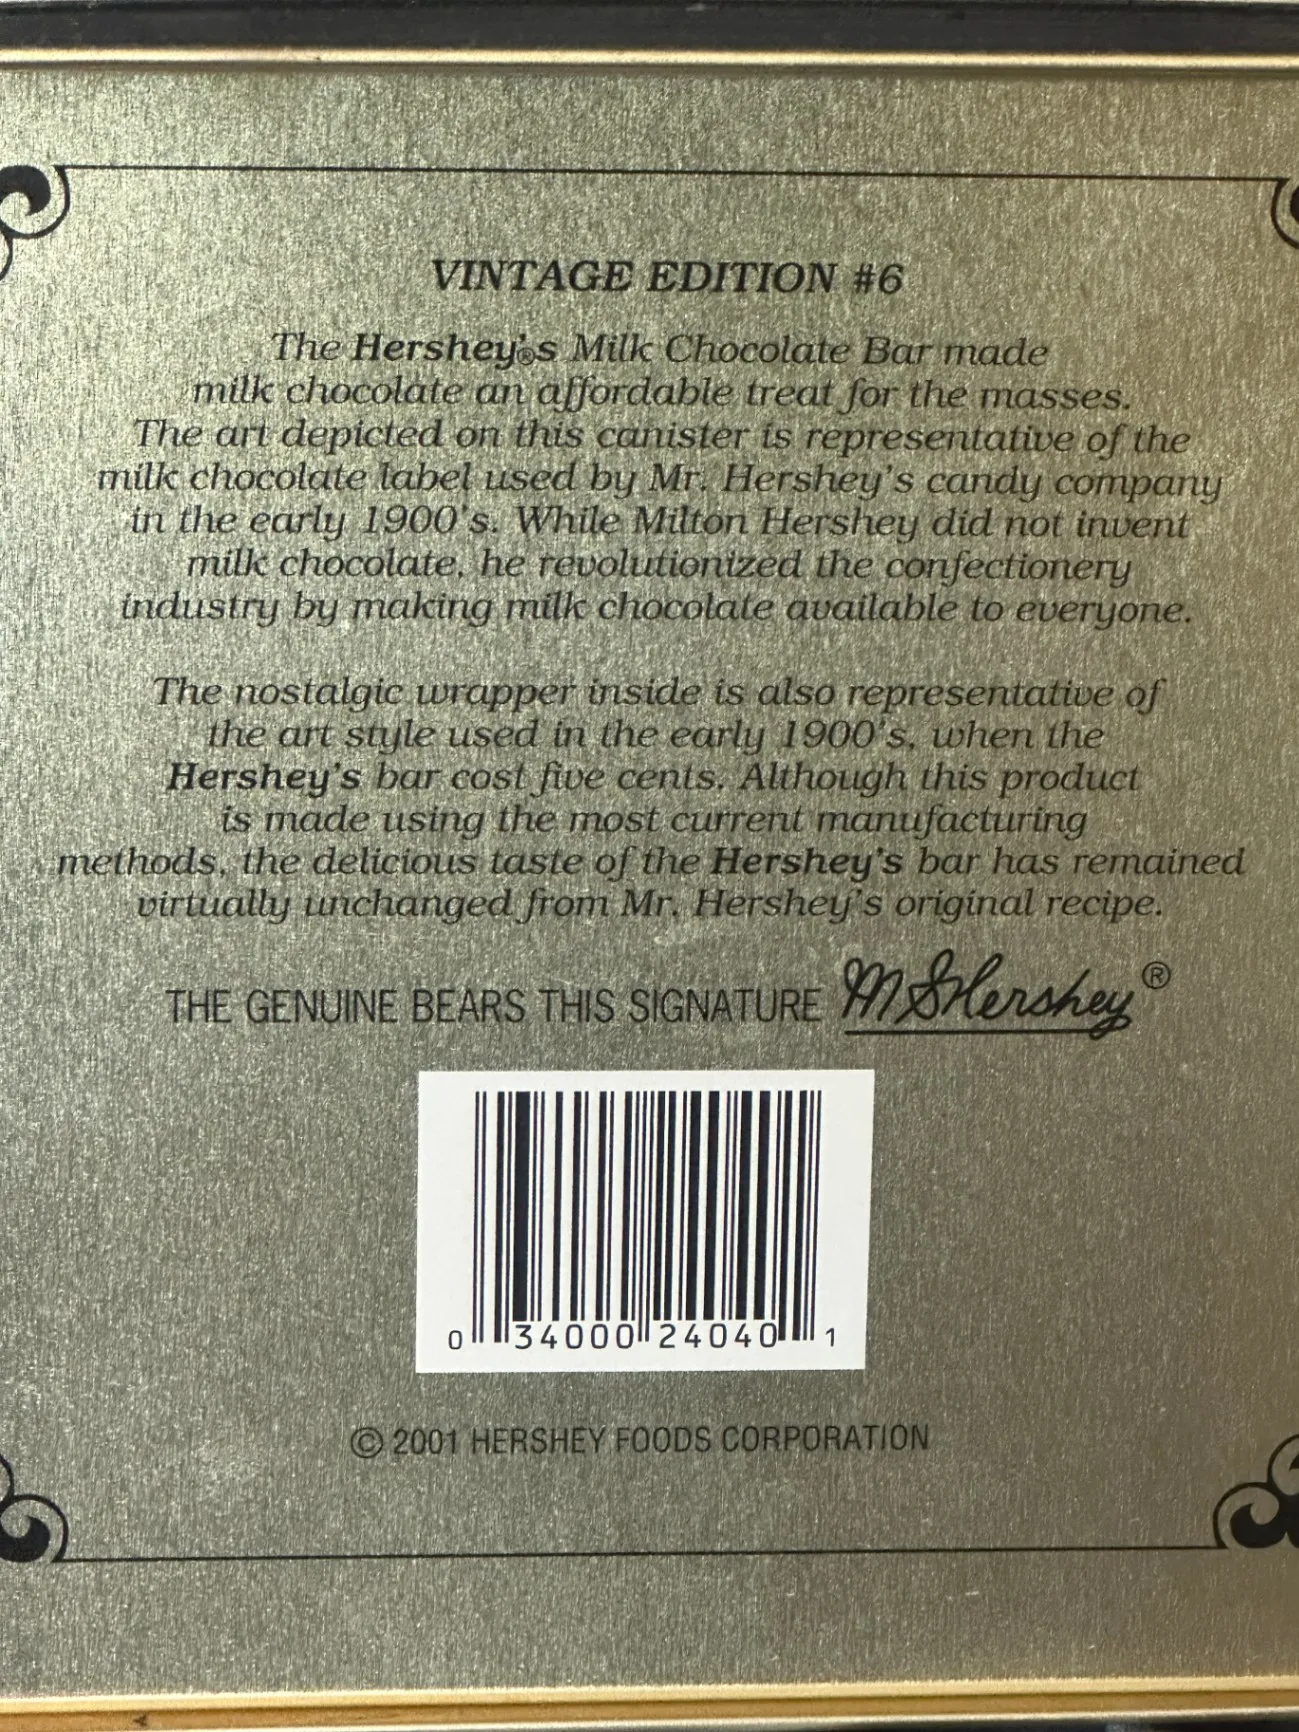 VINTAGE EDITION #6
The Hershey's® Milk Chocolate Bar made
milk chocolate an affordable treat for the masses.
The art depicted on this canister is representative of the
milk chocolate label used by Mr. Hershey's candy company
in the early 1900's. While Milton Hershey did not invent
milk chocolate, he revolutionized the confectionery
industry by making milk chocolate available to everyone.
The nostalgic wrapper inside is also representative of
the art style used in the early 1900's, when the
Hershey's bar cost five cents. Although this product
is made using the most current manufacturing
methods, the delicious taste of the Hershey's bar has remained
virtually unchanged from Mr. Hershey's original recipe.
THE GENUINE BEARS THIS SIGNATURE M S Hershey®
0 34000 24040 1
© 2001 HERSHEY FOODS CORPORATION